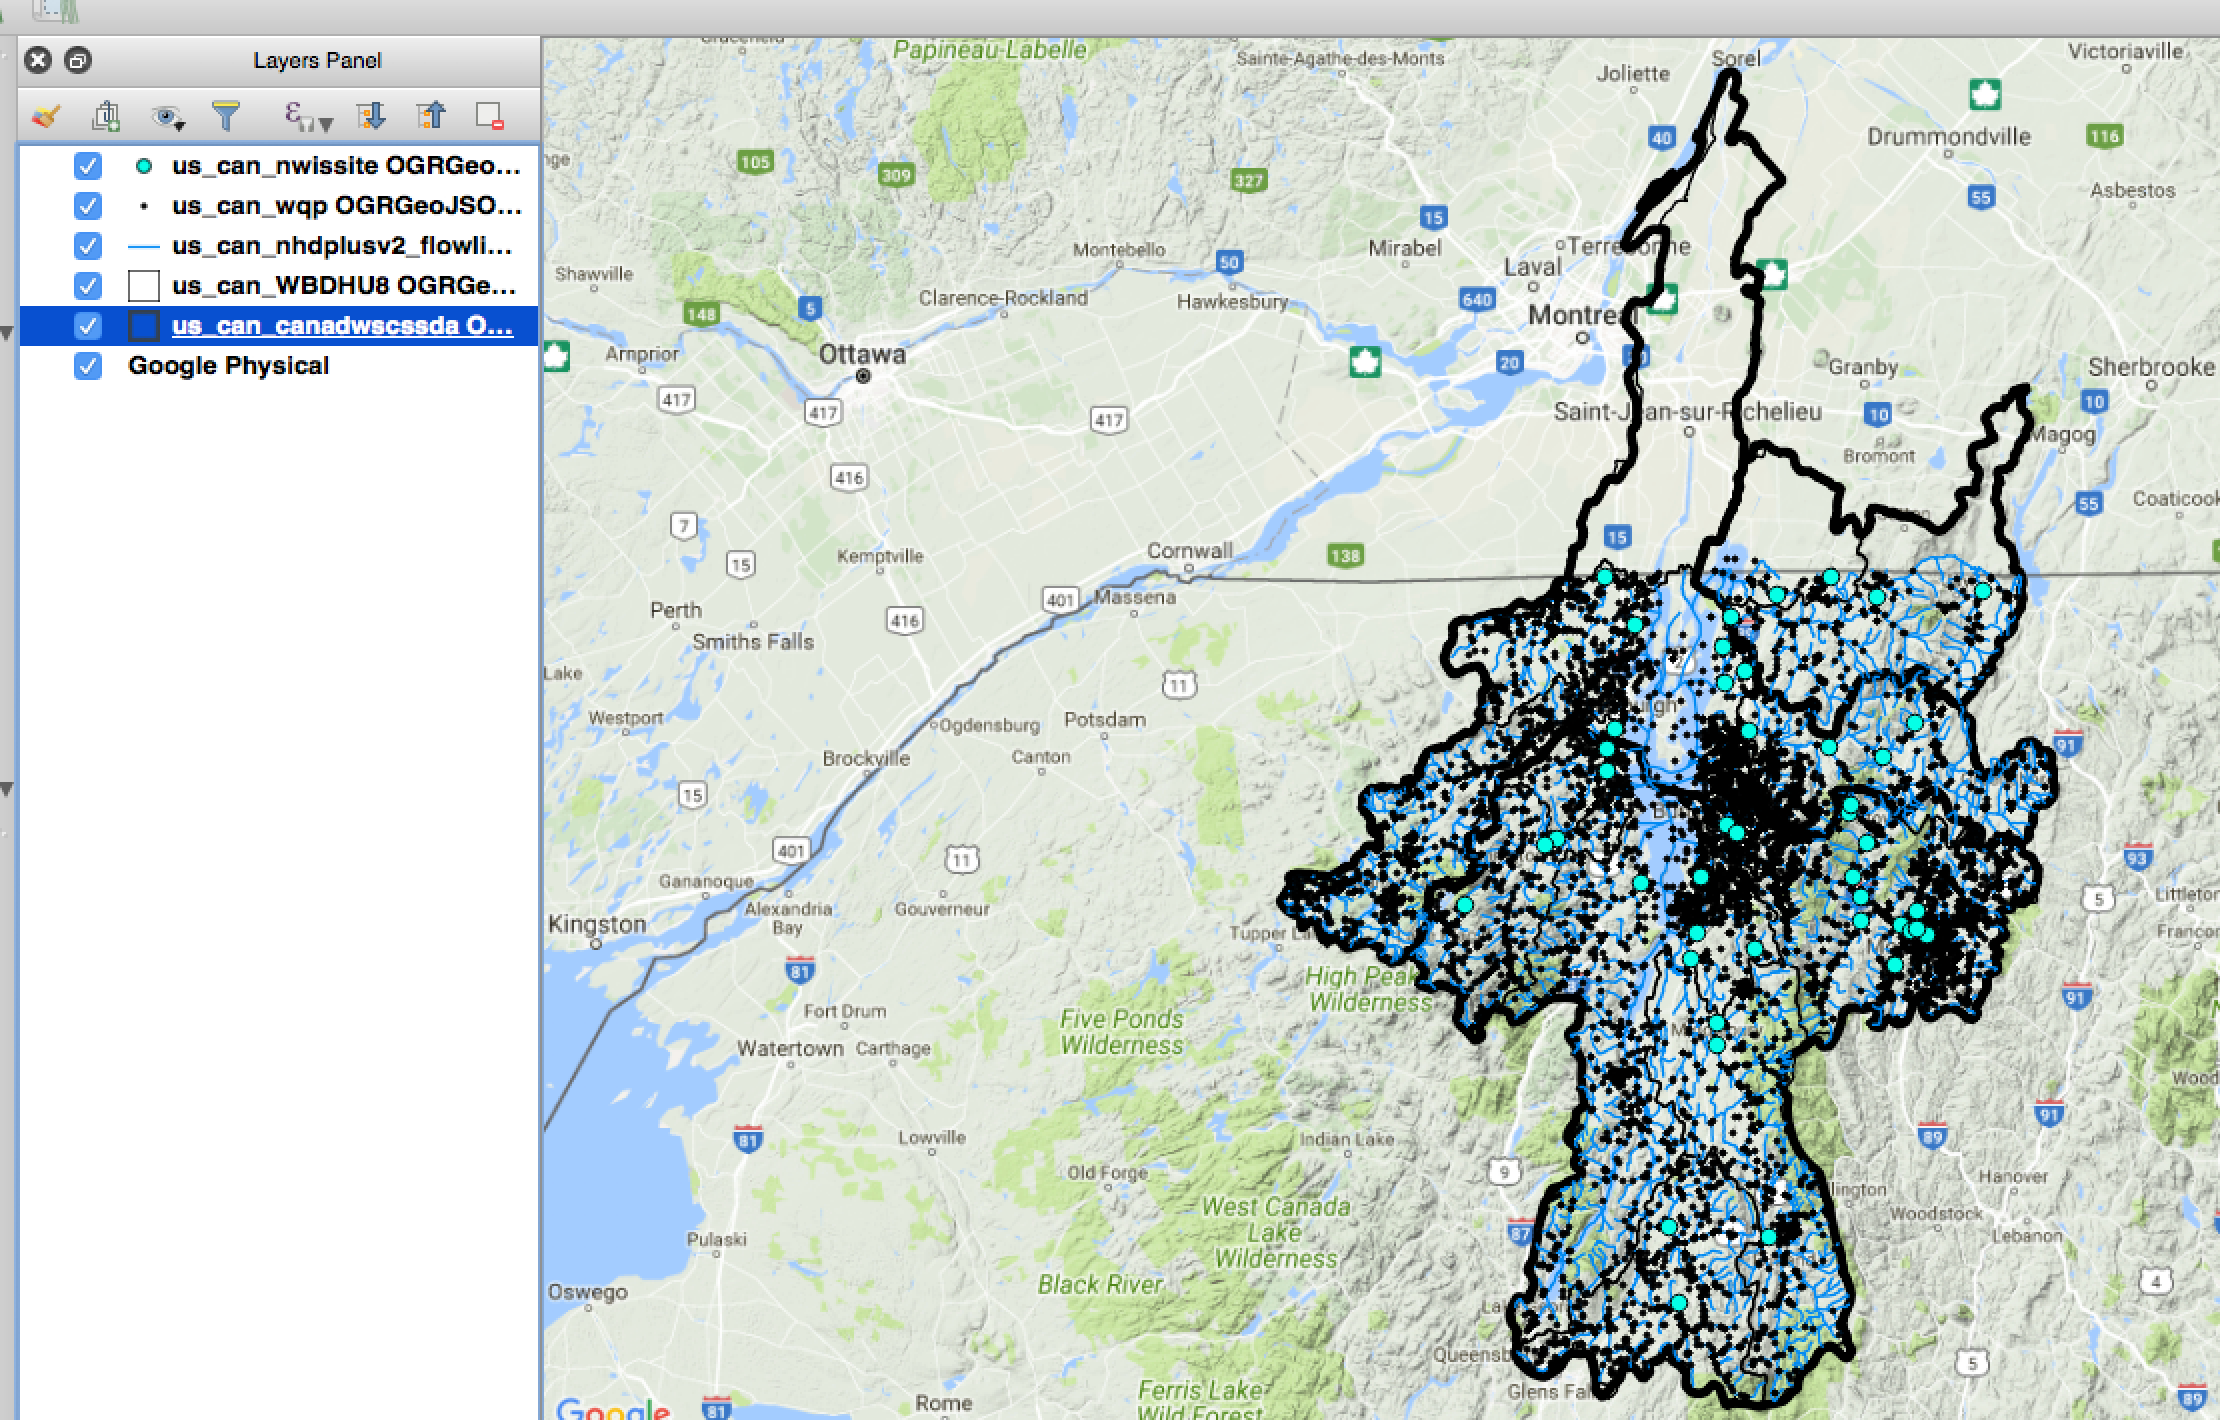 Layers Panel
us_can_nwissite OGRGeo...
us_can_wqp OGRGeoJSO...
us_can_nhdplusv2_flowli...
us_can_WBDHU8 OGRGe...
us_can_canadwscssda O...
Google Physical
Papineau-Labelle
Sainte-Agathe-des-Monts
Joliette
Sorel
Victoriaville
40
Drummondville
116
105
309
327
55
Asbestos
15
Montebello
Mirabel
Terrebonne
Shawville
50
Laval
Clarence-Rockland
Hawkesbury
640
148
5
Montreal
Arnprior
Ottawa
20
Granby
Sherbrooke
417
417
417
Saint-Jean-sur-Richelieu
10
10
Magog
Bromont
416
55
Coaticook
7
15
Kemptville
Cornwall
138
15
401
Massena
Perth
416
Smiths Falls
Lake
11
Westport
Ogdensburg
Potsdam
Brockville
Canton
91
15
401
11
93
Gananoque
Alexandria
Bay
Gouverneur
5
Littleton
Kingston
Tupper La
Francon
81
High Peak
Wilderness
91
Fort Drum
Five Ponds
Wilderness
Watertown
Carthage
Wood
81
Lowville
Indian Lake
91
89
Old Forge
9
Hanover
lington
West Canada
Lake
Wilderness
Woodstock
Lebanon
Pulaski
87
Black River
4
Oswego
Queensb
5
Glens Fal
Ferris Lake
Wild Forest
Rome
Google
81
89